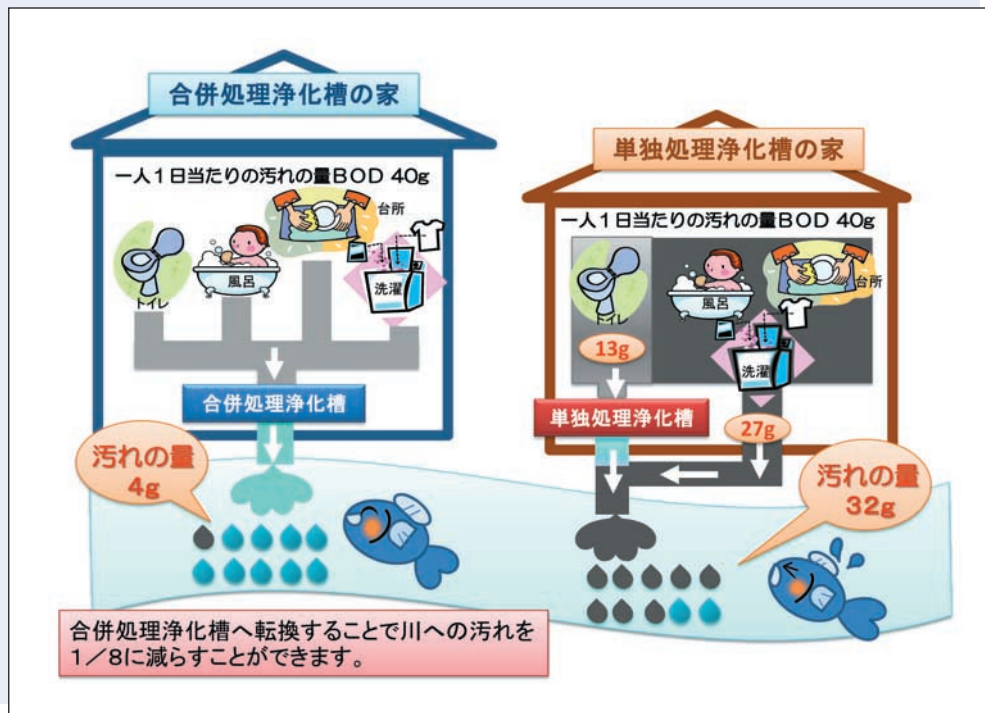 合併処理浄化槽の家
一人1日当たりの汚れの量BOD 40g
台所
トイレ
風呂
洗濯
合併処理浄化槽
汚れの量
4g
単独処理浄化槽の家
一人1日当たりの汚れの量BOD 40g
台所
トイレ
風呂
洗濯
13g
単独処理浄化槽
27g
汚れの量
32g
合併処理浄化槽へ転換することで川への汚れを
1/8に減らすことができます。